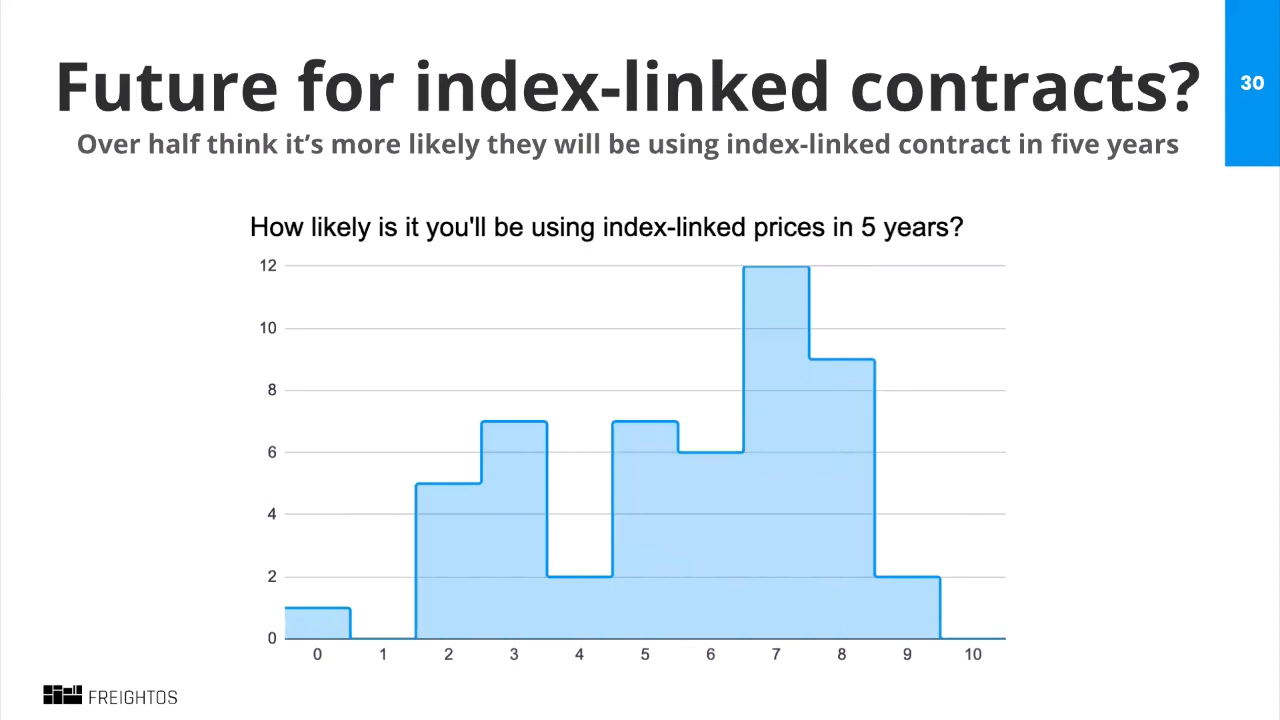 Future for index-linked contracts?
30
Over half think it’s more likely they will be using index-linked contract in five years
How likely is it you'll be using index-linked prices in 5 years?
12
10
8
6
4
2
0
0 1 2 3 4 5 6 7 8 9 10
FREIGHTOS